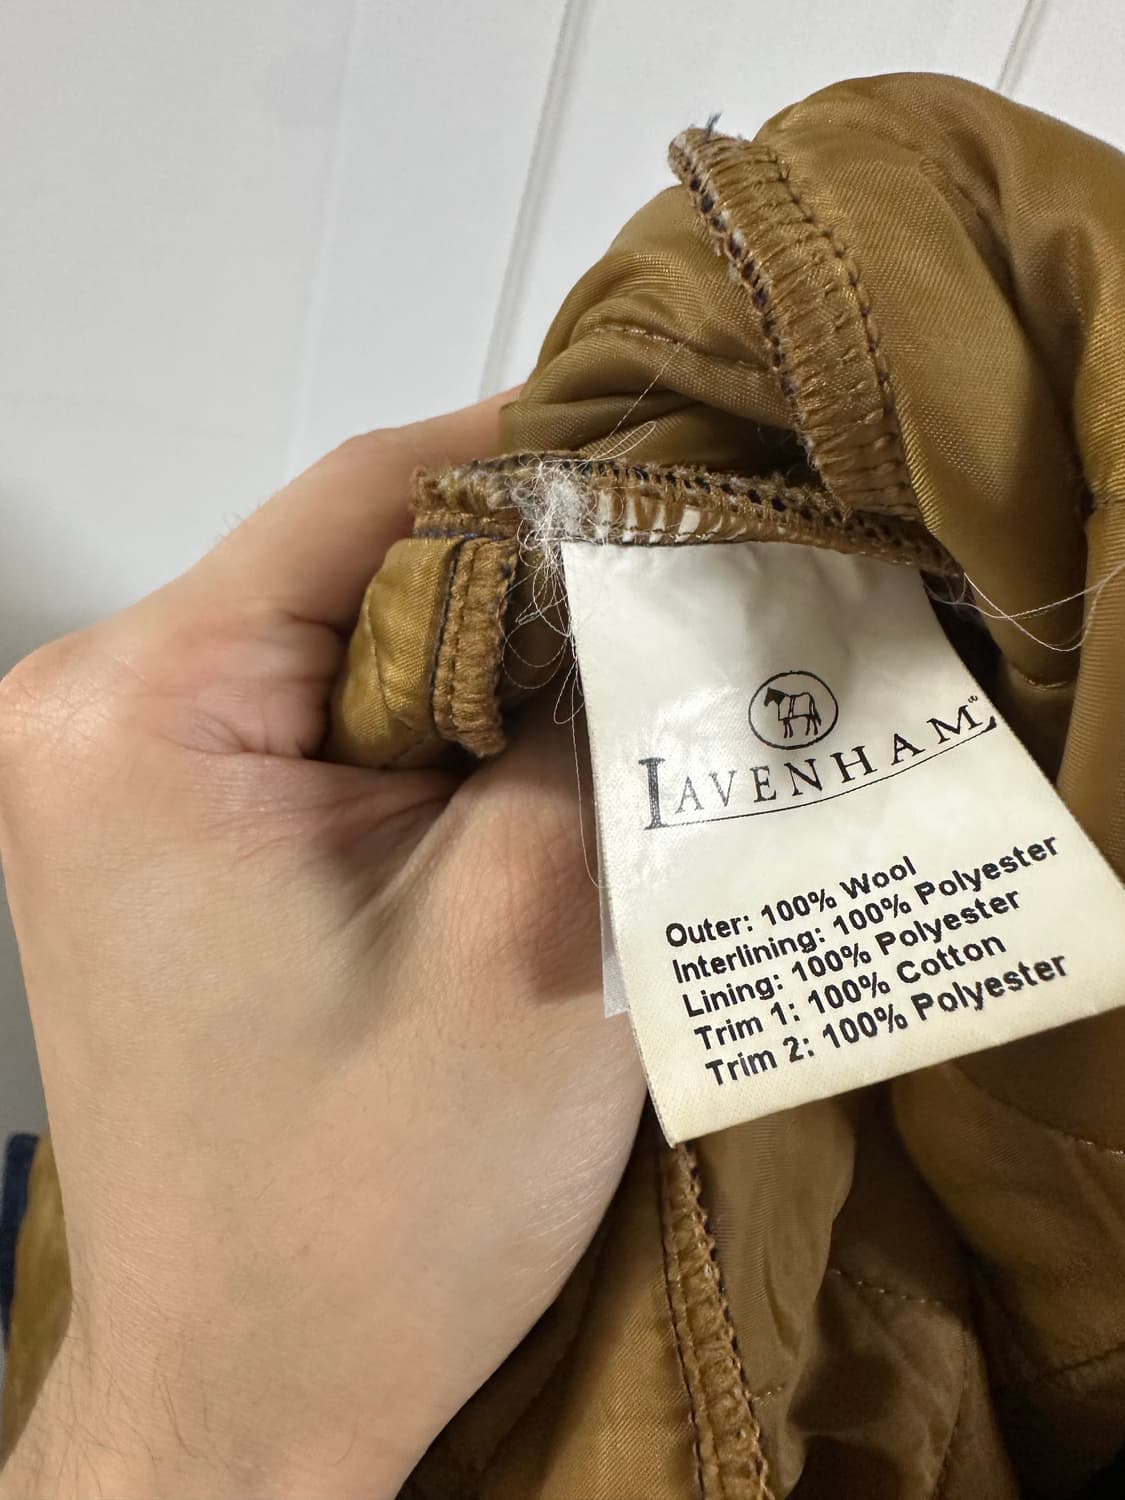 LAVENHAM
Outer: 100% Wool
Interlining: 100% Polyester
Lining: 100% Polyester
Trim 1: 100% Cotton
Trim 2: 100% Polyester